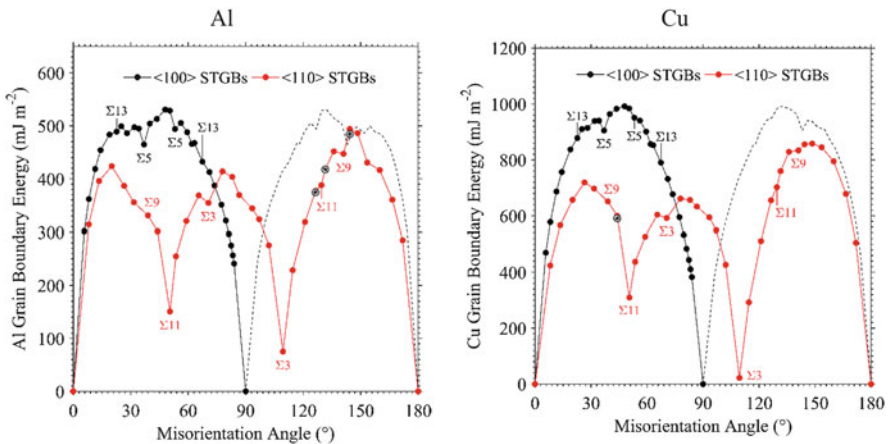 Al
Al Grain Boundary Energy (mJ m⁻²)
600
500
400
300
200
100
0
<100> STGBs
<110> STGBs
Σ13
Σ5
Σ5
Σ13
Σ9
Σ11
Σ3
Σ3
Σ11
Σ9
0 30 60 90 120 150 180
Misorientation Angle (°)
Cu
Cu Grain Boundary Energy (mJ m⁻²)
1200
1000
800
600
400
200
0
<100> STGBs
<110> STGBs
Σ13
Σ5
Σ5
Σ13
Σ9
Σ11
Σ3
Σ3
Σ11
Σ9
0 30 60 90 120 150 180
Misorientation Angle (°)